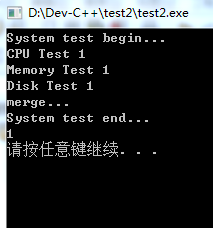 D:\Dev-C++\test2\test2.exe
System test begin...
CPU Test 1
Memory Test 1
Disk Test 1
merge...
System test end...
1
请按任意键继续. . .